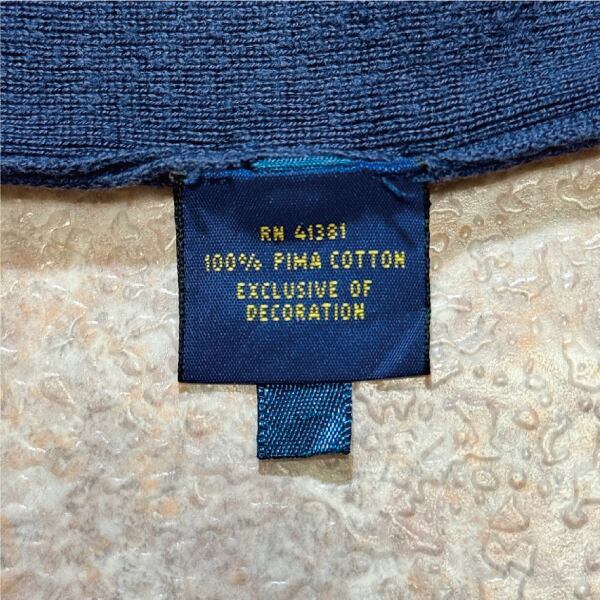 RN 41381
100% PIMA COTTON
EXCLUSIVE OF
DECORATION